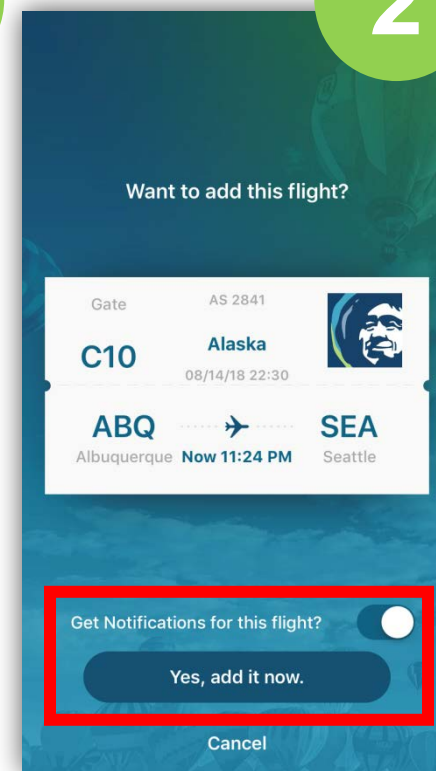 2
Want to add this flight?
Gate
AS 2841
C10
Alaska
08/14/18 22:30
ABQ
SEA
Albuquerque
Now 11:24 PM
Seattle
Get Notifications for this flight?
Yes, add it now.
Cancel